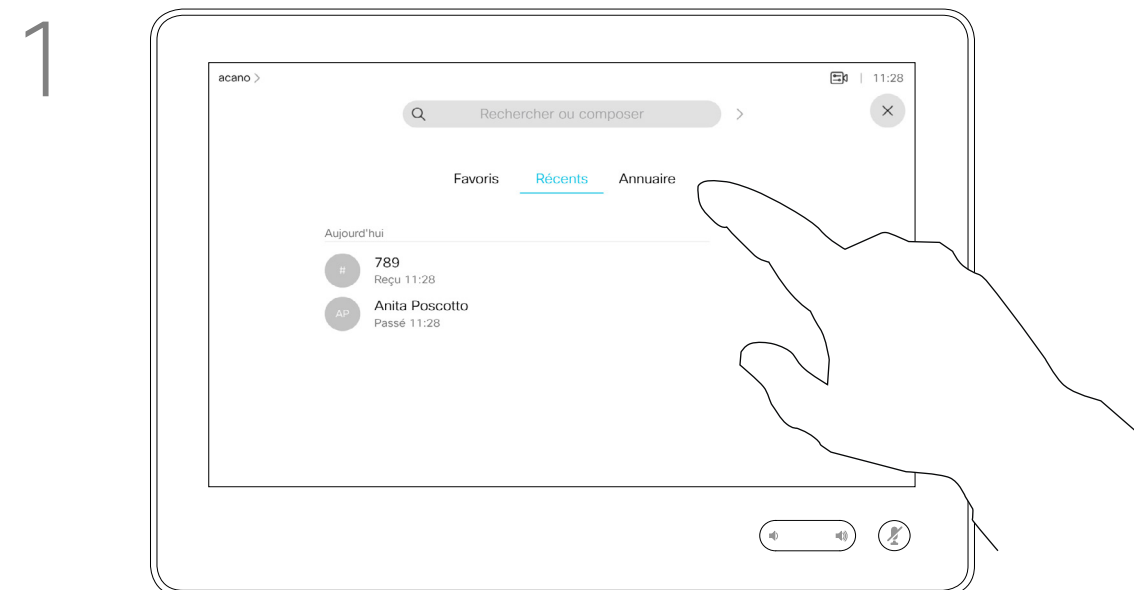 1
acano >
| 11:28
Rechercher ou composer >
Favoris Récents Annuaire
Aujourd'hui
# 789
Reçu 11:28
AP Anita Poscotto
Passé 11:28